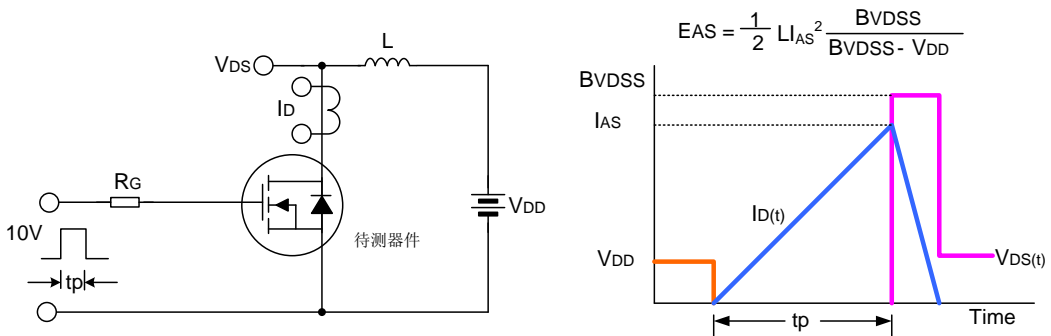 VDS
L
ID
RG
10V
tp
待测器件
VDD
EAS = 1/2 LIAS² BVDSS/(BVDSS - VDD)
BVDSS
IAS
ID(t)
VDD
VDS(t)
tp
Time